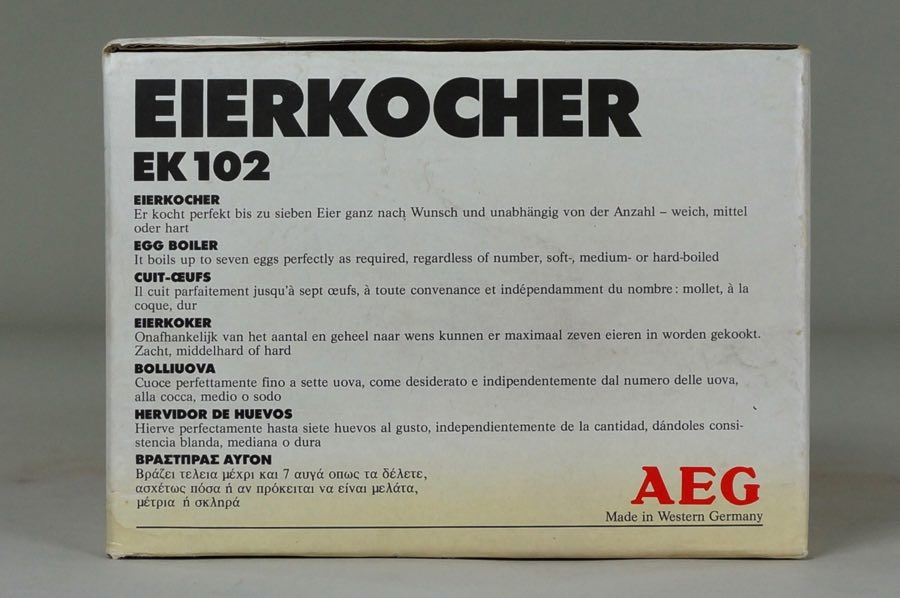 EIERKOCHER
EK 102
EIERKOCHER
Er kocht perfekt bis zu sieben Eier ganz nach Wunsch und unabhängig von der Anzahl – weich, mittel
oder hart
EGG BOILER
It boils up to seven eggs perfectly as required, regardless of number, soft-, medium- or hard-boiled
CUIT-ŒUFS
Il cuit parfaitement jusqu'à sept œufs, à toute convenance et indépendamment du nombre: mollet, à la
coque, dur
EIERKOKER
Onafhankelijk van het aantal en geheel naar wens kunnen er maximaal zeven eieren in worden gekookt.
Zacht, middelhard of hard
BOLLIUOVA
Cuoce perfettamente fino a sette uova, come desiderato e indipendentemente dal numero delle uova,
alla cocca, medio o sodo
HERVIDOR DE HUEVOS
Hierve perfectamente hasta siete huevos al gusto, independientemente de la cantidad, dándoles consi-
stencia blanda, mediana o dura
ΒΡΑΣΤΠΡΑΣ ΑΥΓΟΝ
Βράζει τελεια μέχρι και 7 αυγά οπως τα δέλετε,
ασχέτως πόσα ή αν πρόκειται να είναι μελάτα,
μέτρια ή σκληρά
AEG
Made in Western Germany